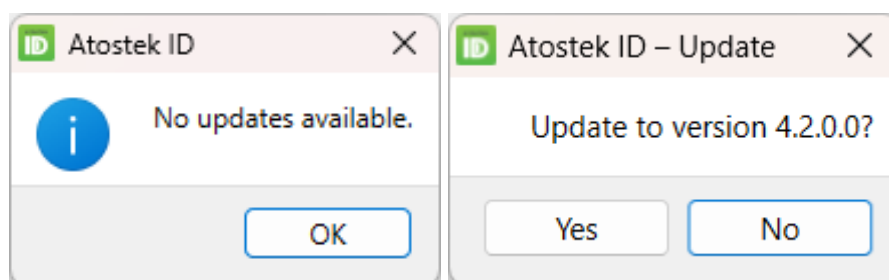 ID Atostek ID
No updates available.
OK
ID Atostek ID – Update
Update to version 4.2.0.0?
Yes No